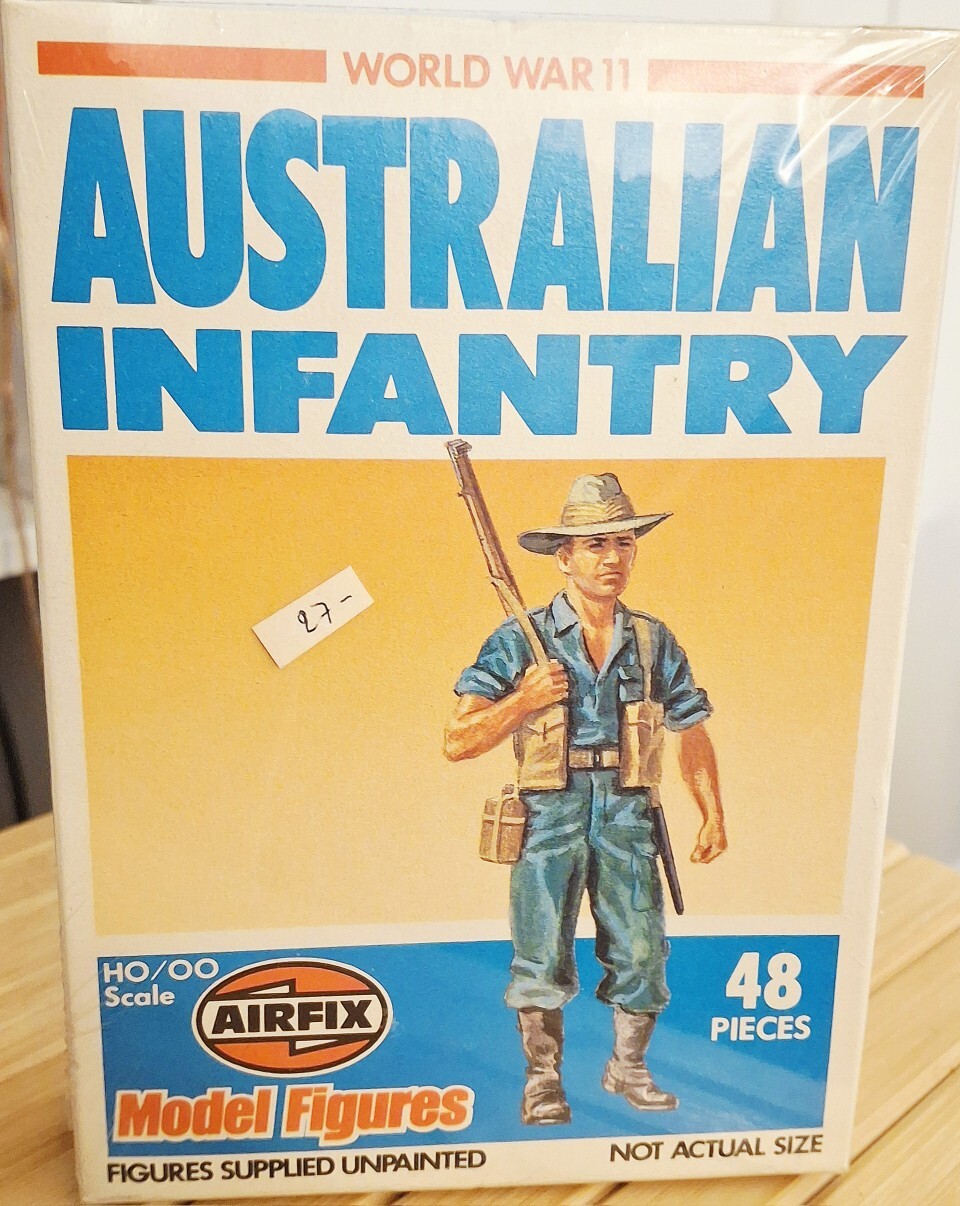 WORLD WAR 11
AUSTRALIAN
INFANTRY
27-
HO/OO
Scale
AIRFIX
Model Figures
48
PIECES
FIGURES SUPPLIED UNPAINTED
NOT ACTUAL SIZE